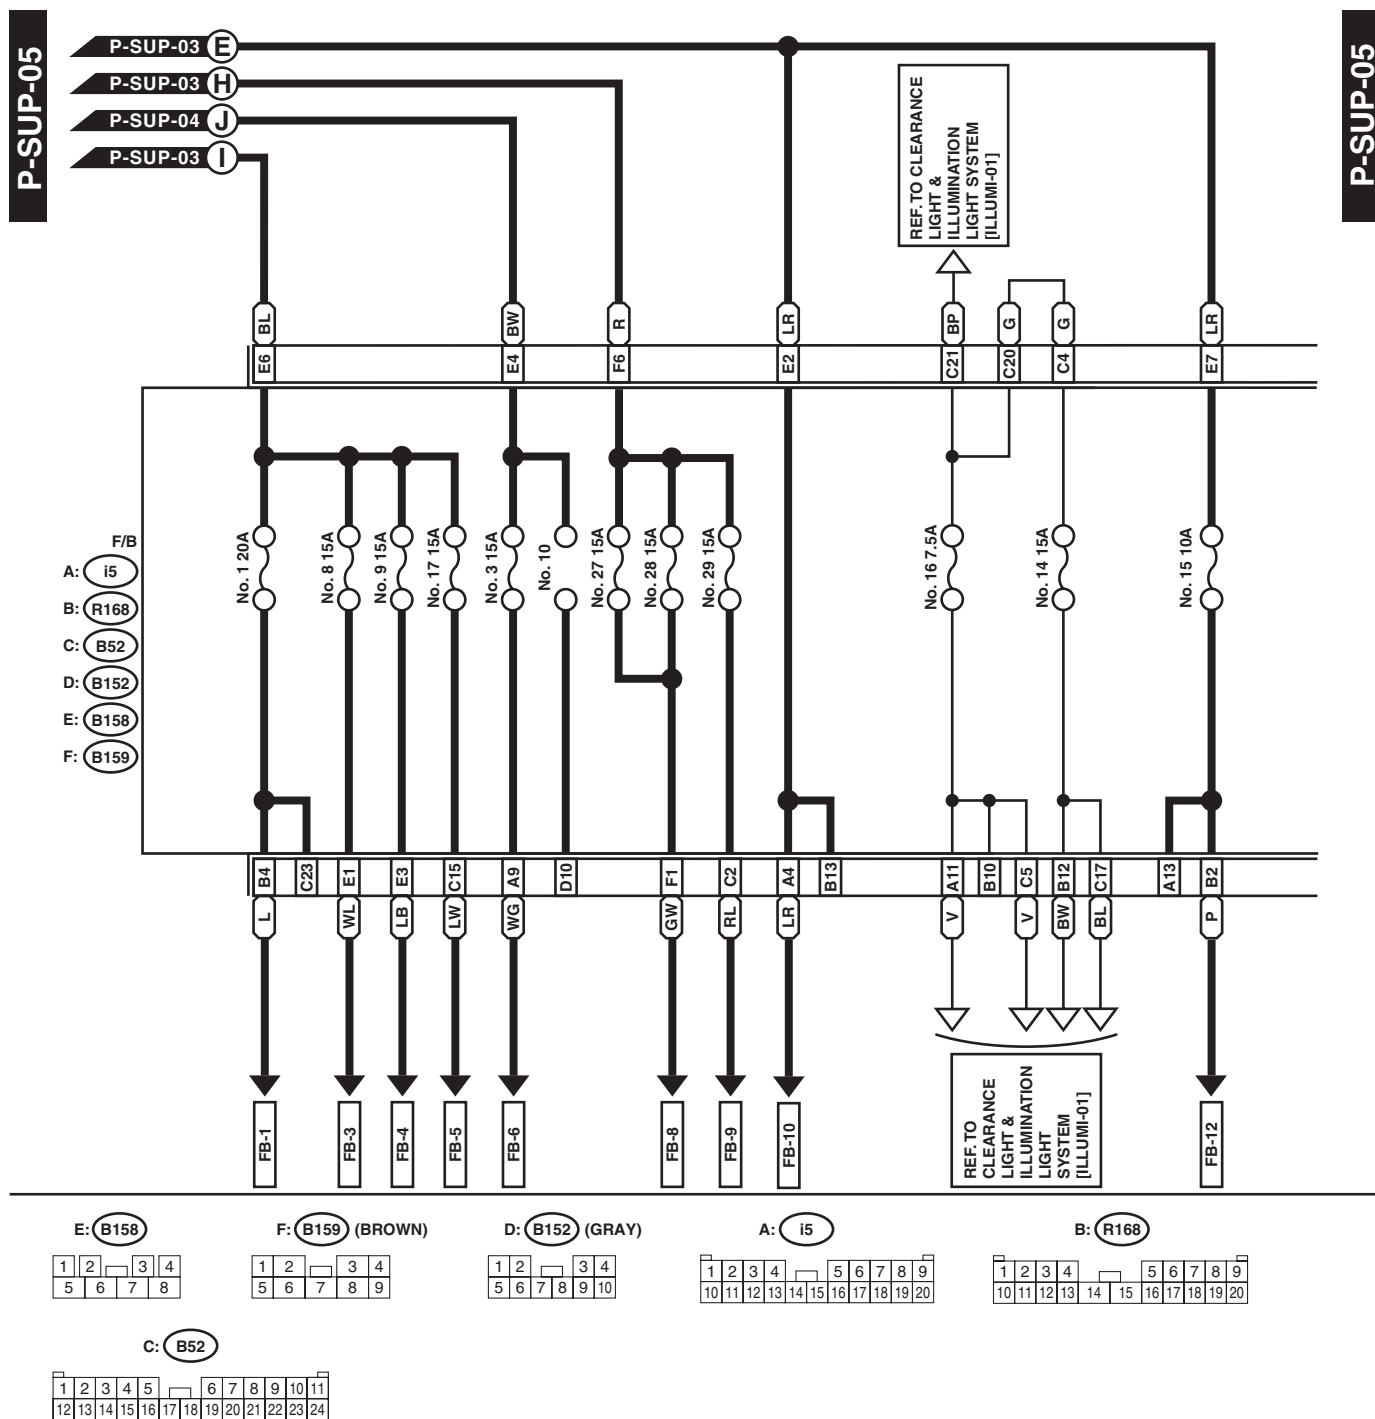 P-SUP-05
P-SUP-05
P-SUP-03 E
P-SUP-03 H
P-SUP-04 J
P-SUP-03 I
REF. TO CLEARANCE
LIGHT &
ILLUMINATION
LIGHT SYSTEM
[ILLUMI-01]
BL BW R LR BP G G LR
E6 E4 F6 E2 C21 C20 C4 E7
No. 1 20A
No. 8 15A
No. 9 15A
No. 17 15A
No. 3 15A
No. 10
No. 27 15A
No. 28 15A
No. 29 15A
No. 16 7.5A
No. 14 15A
No. 15 10A
F/B
A: i5
B: R168
C: B52
D: B152
E: B158
F: B159
B4 C23 E1 E3 C15 A9 D10 F1 C2 A4 B13 A11 B10 C5 B12 C17 A13 B2
L WL LB LW WG GW RL LR V V BW BL P
FB-1 FB-3 FB-4 FB-5 FB-6 FB-8 FB-9 FB-10
REF. TO
CLEARANCE
LIGHT &
ILLUMINATION
LIGHT
SYSTEM
[ILLUMI-01]
FB-12
E: B158
1 2 3 4
5 6 7 8
F: B159 (BROWN)
1 2 3 4
5 6 7 8 9
D: B152 (GRAY)
1 2 3 4
5 6 7 8 9 10
A: i5
1 2 3 4 5 6 7 8 9
10 11 12 13 14 15 16 17 18 19 20
B: R168
1 2 3 4 5 6 7 8 9
10 11 12 13 14 15 16 17 18 19 20
C: B52
1 2 3 4 5 6 7 8 9 10 11
12 13 14 15 16 17 18 19 20 21 22 23 24